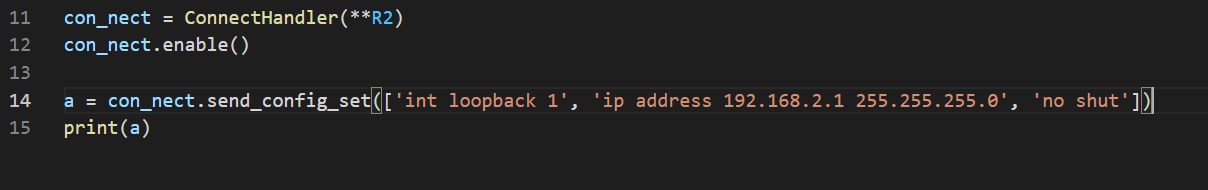 11 con_nect = ConnectHandler(**R2)
12 con_nect.enable()
13
14 a = con_nect.send_config_set(['int loopback 1', 'ip address 192.168.2.1 255.255.255.0', 'no shut'])
15 print(a)